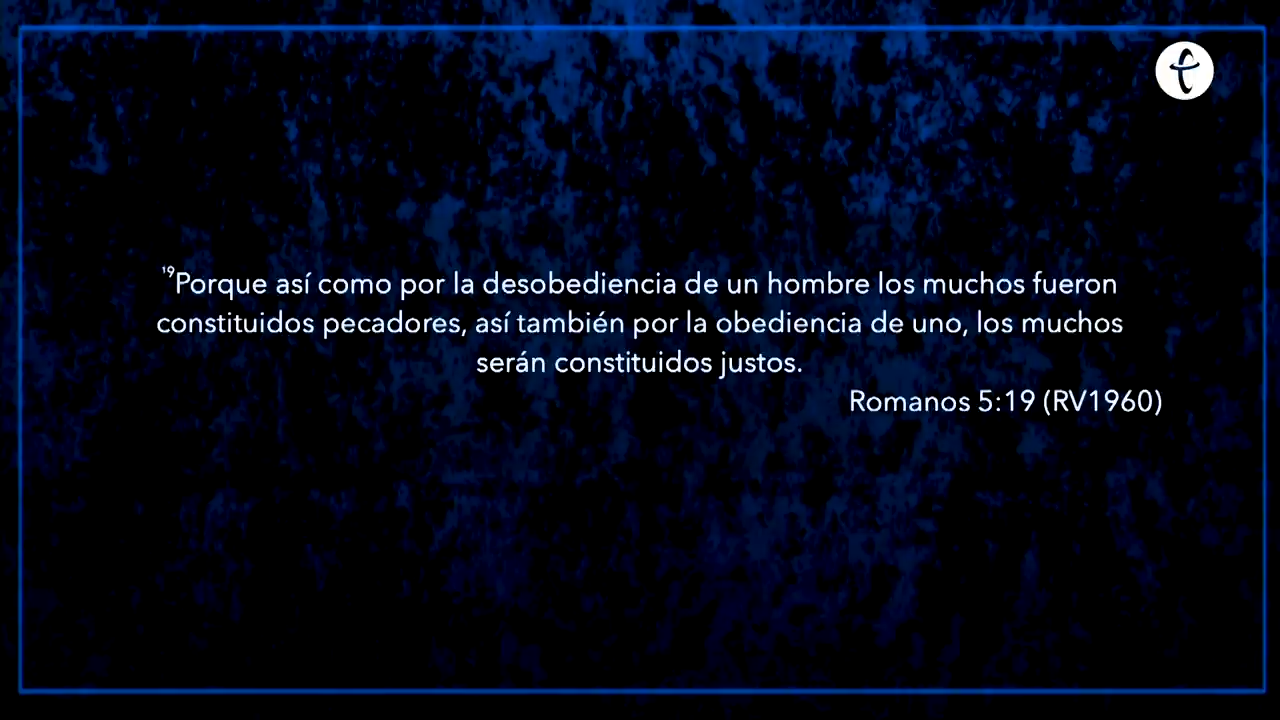 ¹⁹Porque así como por la desobediencia de un hombre los muchos fueron
constituidos pecadores, así también por la obediencia de uno, los muchos
serán constituidos justos.
Romanos 5:19 (RV1960)